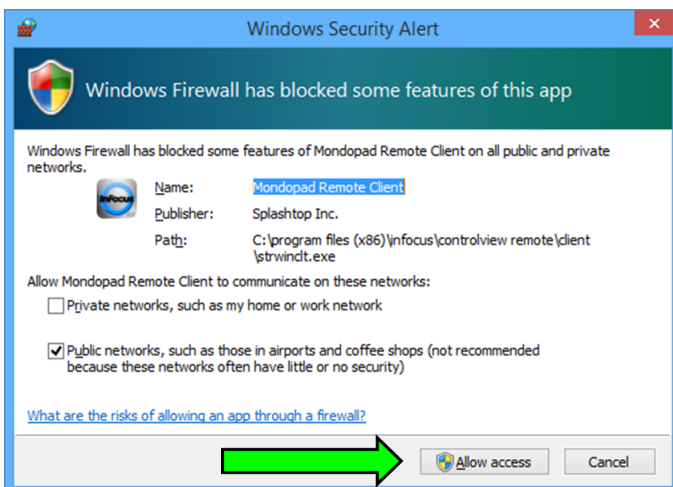 Windows Security Alert
Windows Firewall has blocked some features of this app
Windows Firewall has blocked some features of Mondopad Remote Client on all public and private
networks.
InFocus
Name: Mondopad Remote Client
Publisher: Splashtop Inc.
Path: C:\program files (x86)\infocus\controlview remote\client
\strwinclt.exe
Allow Mondopad Remote Client to communicate on these networks:
Private networks, such as my home or work network
Public networks, such as those in airports and coffee shops (not recommended
because these networks often have little or no security)
What are the risks of allowing an app through a firewall?
Allow access
Cancel